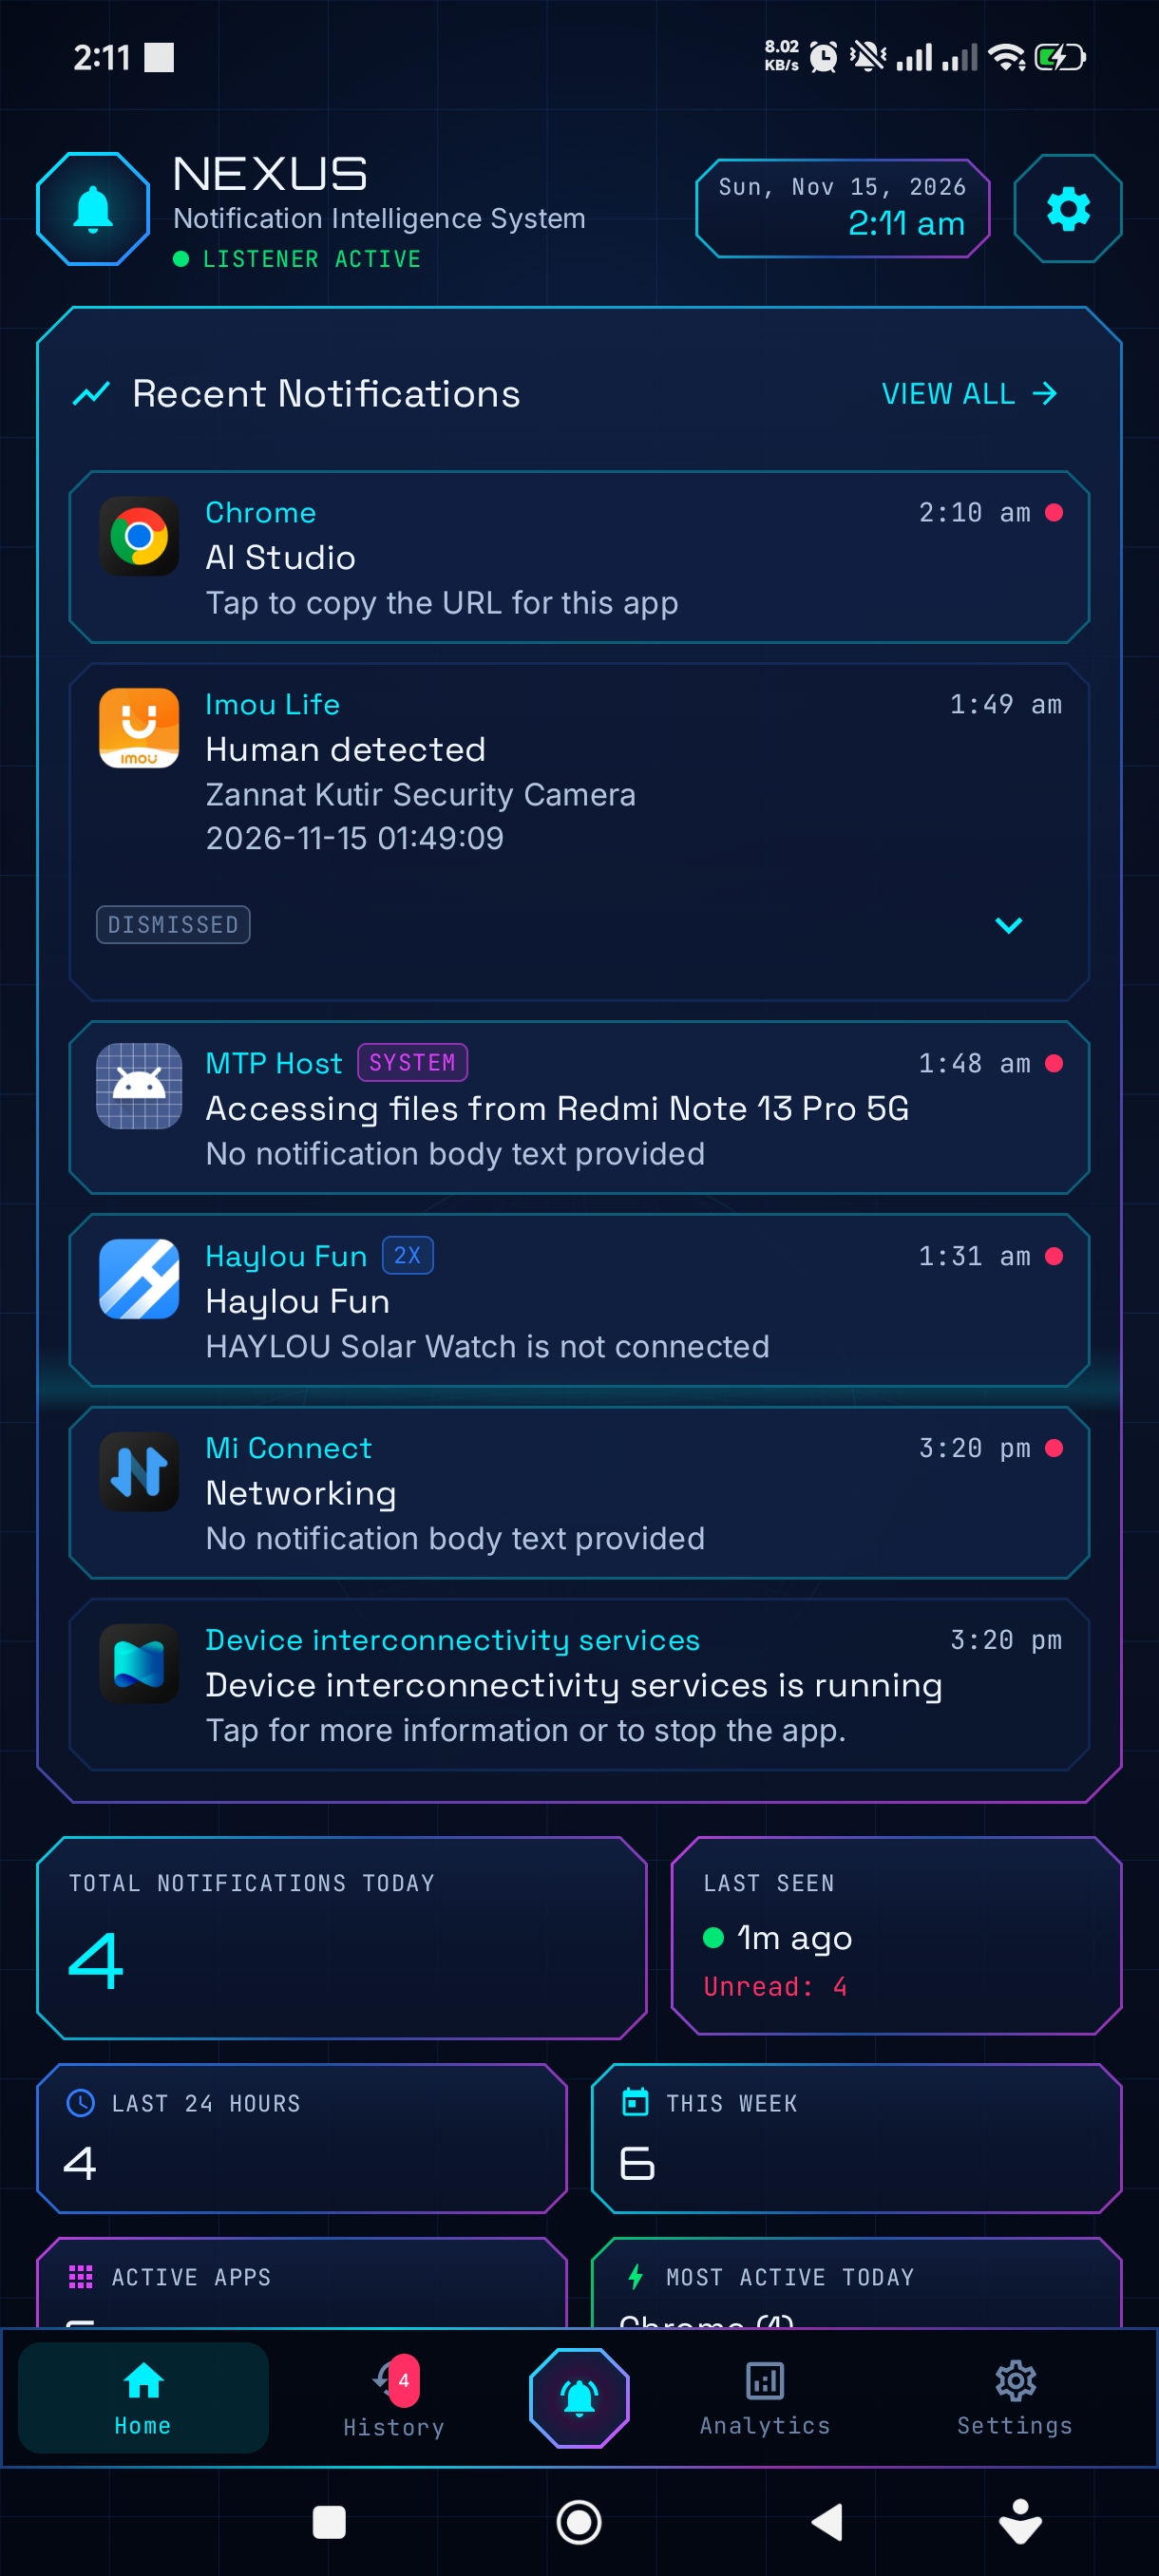 2:11
8.02
KB/s
NEXUS
Notification Intelligence System
LISTENER ACTIVE
Sun, Nov 15, 2026
2:11 am
Recent Notifications
VIEW ALL
Chrome
2:10 am
AI Studio
Tap to copy the URL for this app
imou
Imou Life
1:49 am
Human detected
Zannat Kutir Security Camera
2026-11-15 01:49:09
DISMISSED
MTP Host
SYSTEM
1:48 am
Accessing files from Redmi Note 13 Pro 5G
No notification body text provided
Haylou Fun
2X
1:31 am
Haylou Fun
HAYLOU Solar Watch is not connected
Mi Connect
3:20 pm
Networking
No notification body text provided
Device interconnectivity services
3:20 pm
Device interconnectivity services is running
Tap for more information or to stop the app.
TOTAL NOTIFICATIONS TODAY
4
LAST SEEN
1m ago
Unread: 4
LAST 24 HOURS
4
THIS WEEK
6
ACTIVE APPS
MOST ACTIVE TODAY
Home
4
History
Analytics
Settings